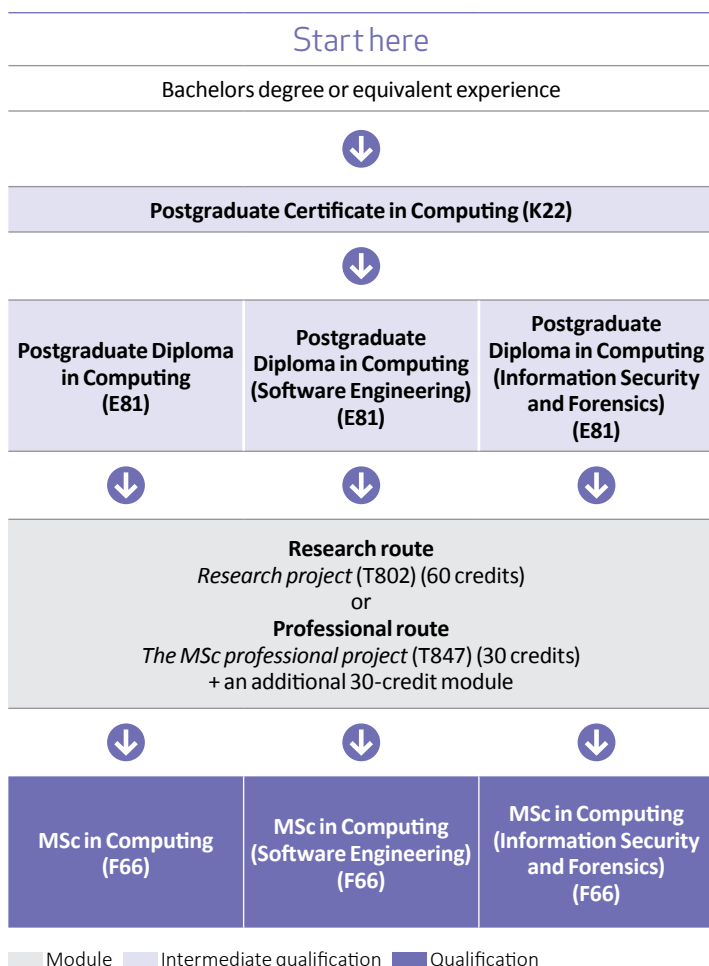 Start here
Bachelors degree or equivalent experience
Postgraduate Certificate in Computing (K22)
Postgraduate Diploma
in Computing
(E81)
Postgraduate
Diploma in Computing
(Software Engineering)
(E81)
Postgraduate
Diploma in Computing
(Information Security
and Forensics)
(E81)
Research route
Research project (T802) (60 credits)
or
Professional route
The MSc professional project (T847) (30 credits)
+ an additional 30-credit module
MSc in Computing
(F66)
MSc in Computing
(Software Engineering)
(F66)
MSc in Computing
(Information Security
and Forensics)
(F66)
Module Intermediate qualification Qualification